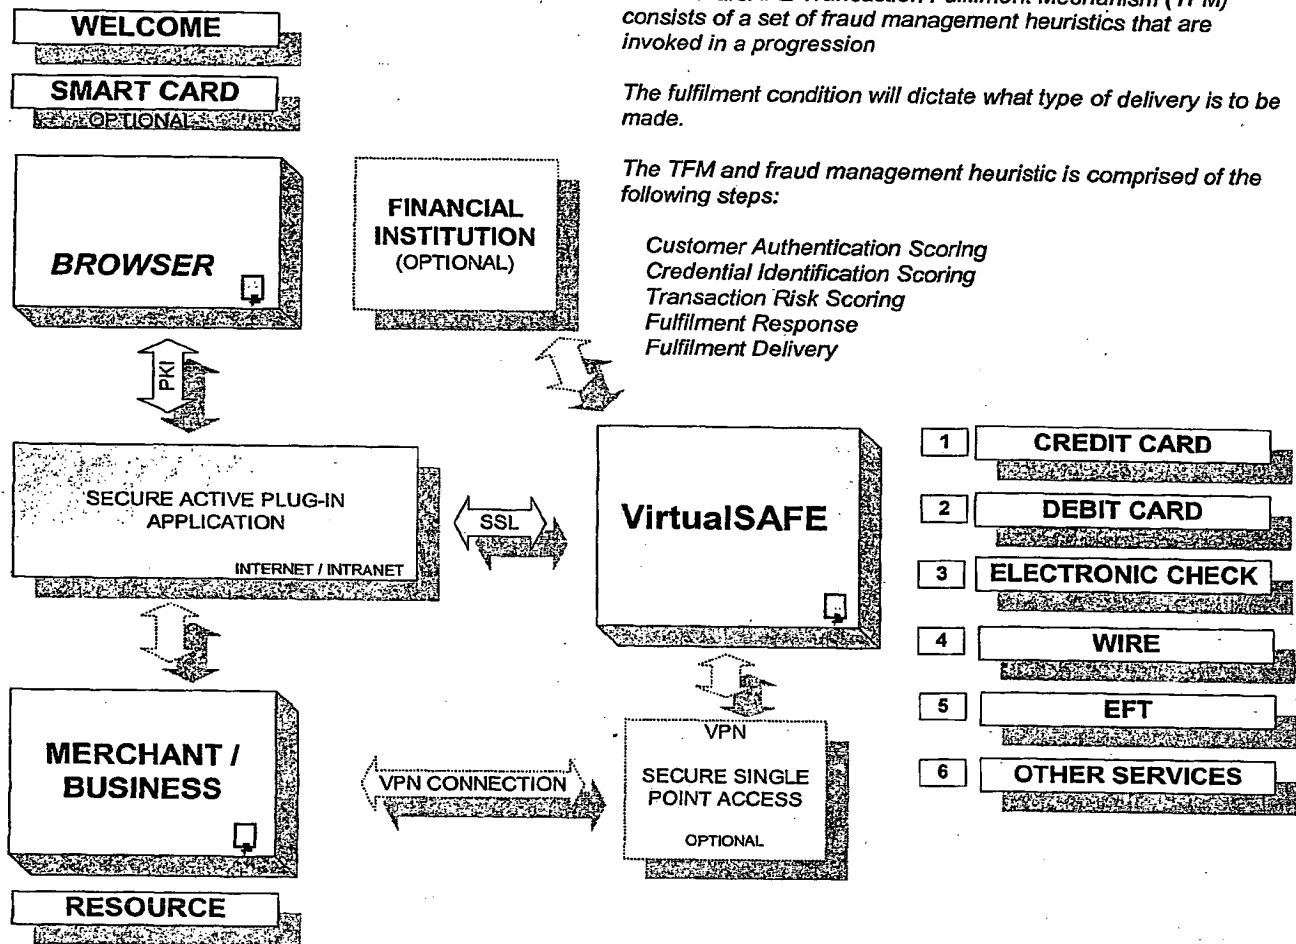 WELCOME
SMART CARD
OPTIONAL
BROWSER
FINANCIAL
INSTITUTION
(OPTIONAL)
Transaction Fulfilment Mechanism (TFM)
consists of a set of fraud management heuristics that are
invoked in a progression
The fulfilment condition will dictate what type of delivery is to be
made.
The TFM and fraud management heuristic is comprised of the
following steps:
Customer Authentication Scoring
Credential Identification Scoring
Transaction Risk Scoring
Fulfilment Response
Fulfilment Delivery
PKI
SECURE ACTIVE PLUG-IN
APPLICATION
INTERNET / INTRANET
SSL
VirtualSAFE
1 CREDIT CARD
2 DEBIT CARD
3 ELECTRONIC CHECK
4 WIRE
5 EFT
6 OTHER SERVICES
MERCHANT /
BUSINESS
VPN CONNECTION
VPN
SECURE SINGLE
POINT ACCESS
OPTIONAL
RESOURCE